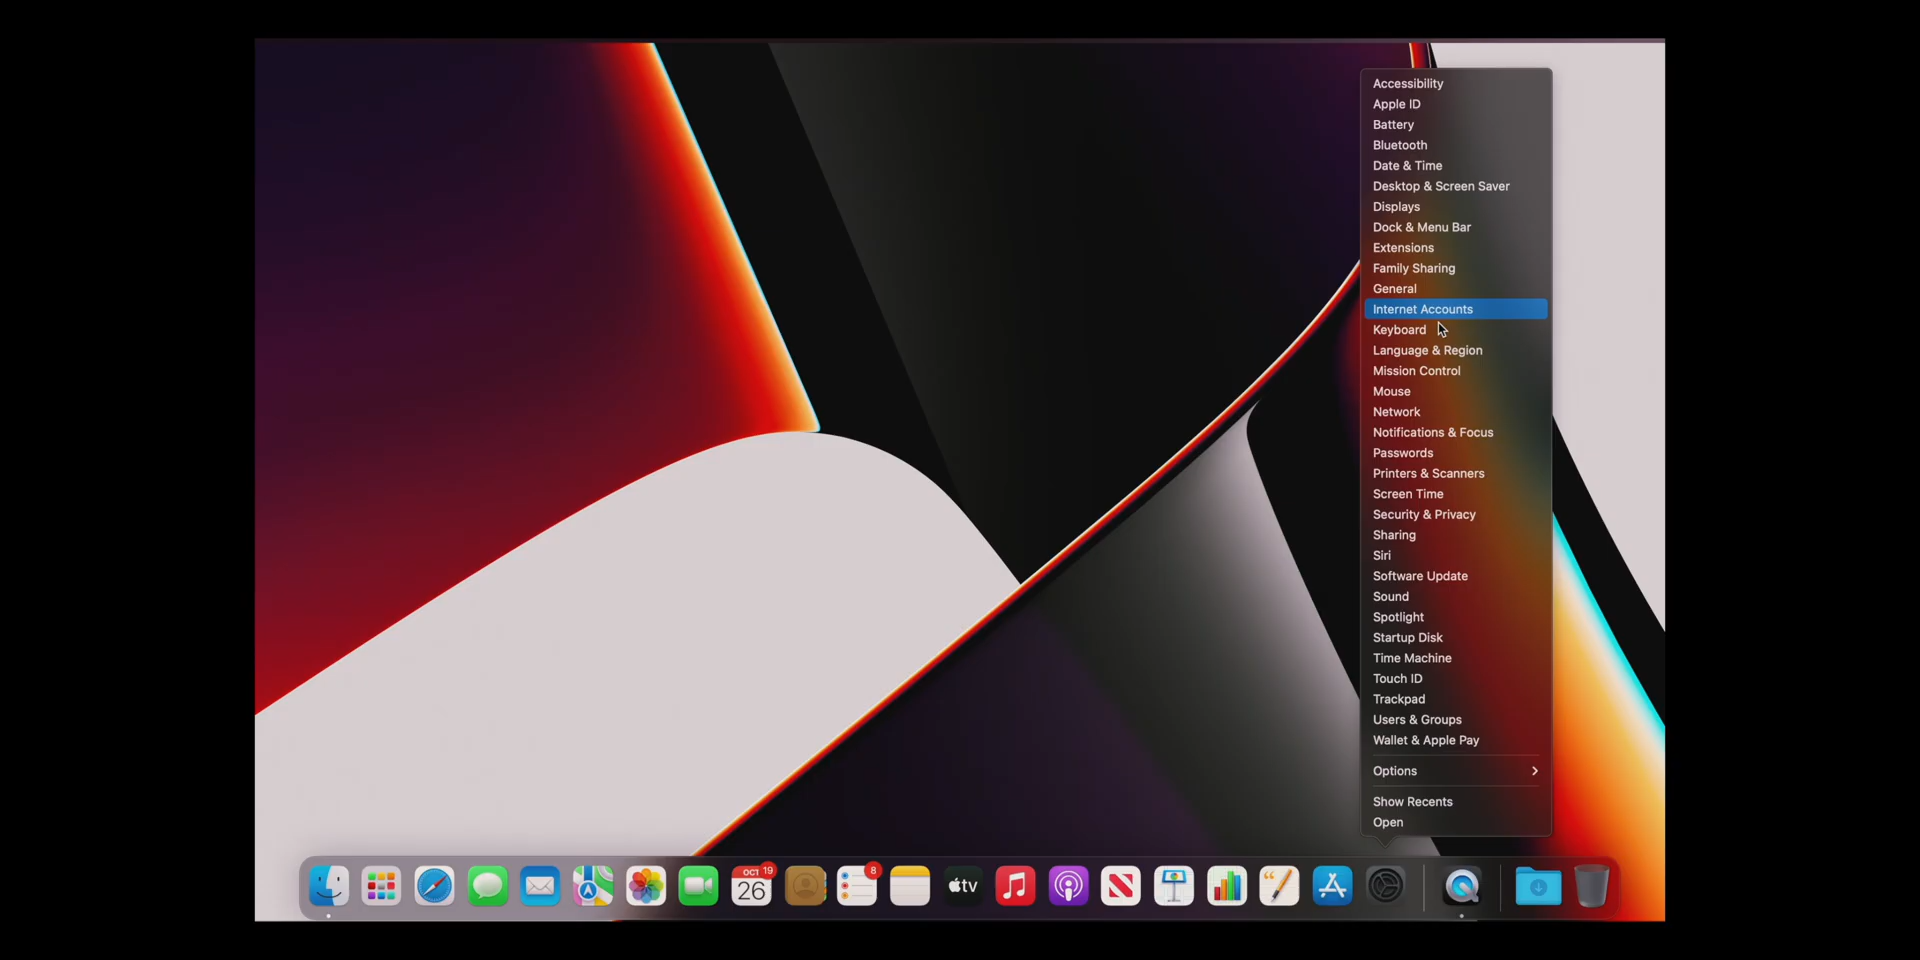 Accessibility
Apple ID
Battery
Bluetooth
Date & Time
Desktop & Screen Saver
Displays
Dock & Menu Bar
Extensions
Family Sharing
General
Internet Accounts
Keyboard
Language & Region
Mission Control
Mouse
Network
Notifications & Focus
Passwords
Printers & Scanners
Screen Time
Security & Privacy
Sharing
Siri
Software Update
Sound
Spotlight
Startup Disk
Time Machine
Touch ID
Trackpad
Users & Groups
Wallet & Apple Pay
Options
Show Recents
Open
OCT 19 8
26 tv